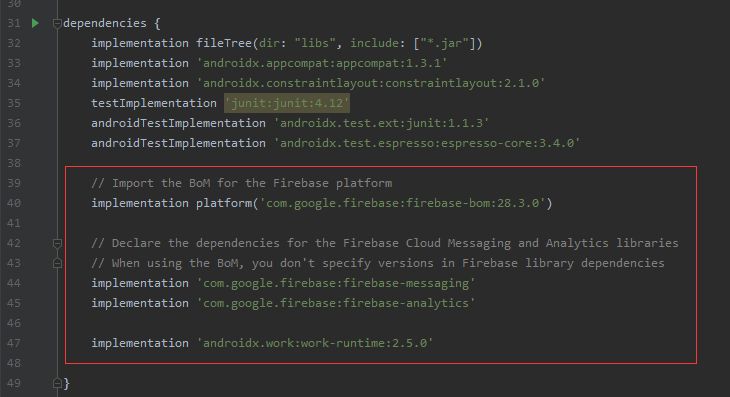 30
31 dependencies {
32 implementation fileTree(dir: "libs", include: ["*.jar"])
33 implementation 'androidx.appcompat:appcompat:1.3.1'
34 implementation 'androidx.constraintlayout:constraintlayout:2.1.0'
35 testImplementation 'junit:junit:4.12'
36 androidTestImplementation 'androidx.test.ext:junit:1.1.3'
37 androidTestImplementation 'androidx.test.espresso:espresso-core:3.4.0'
38
39 // Import the BoM for the Firebase platform
40 implementation platform('com.google.firebase:firebase-bom:28.3.0')
41
42 // Declare the dependencies for the Firebase Cloud Messaging and Analytics libraries
43 // When using the BoM, you don't specify versions in Firebase library dependencies
44 implementation 'com.google.firebase:firebase-messaging'
45 implementation 'com.google.firebase:firebase-analytics'
46
47 implementation 'androidx.work:work-runtime:2.5.0'
48
49 }